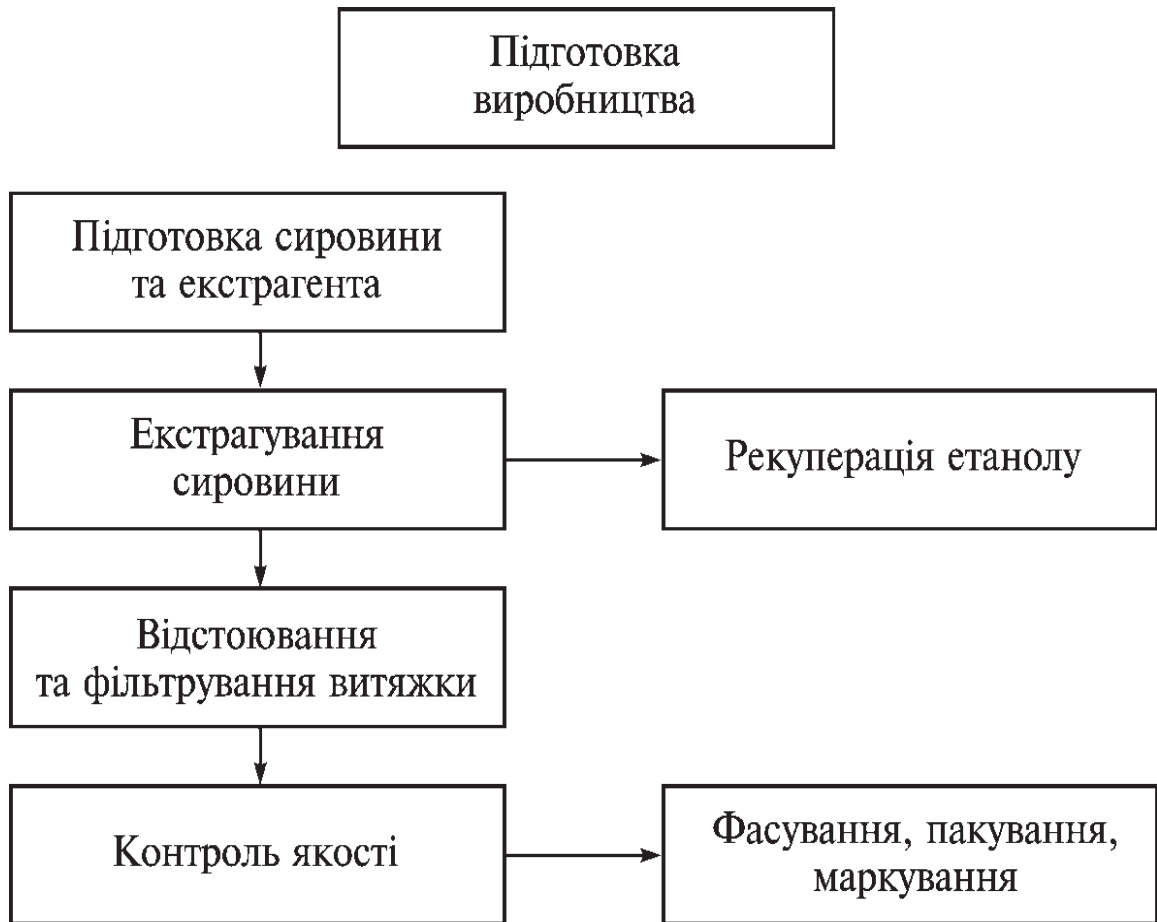 Підготовка
виробництва
Підготовка сировини
та екстрагента
Екстрагування
сировини
Рекуперація етанолу
Відстоювання
та фільтрування витяжки
Контроль якості
Фасування, пакування,
маркування